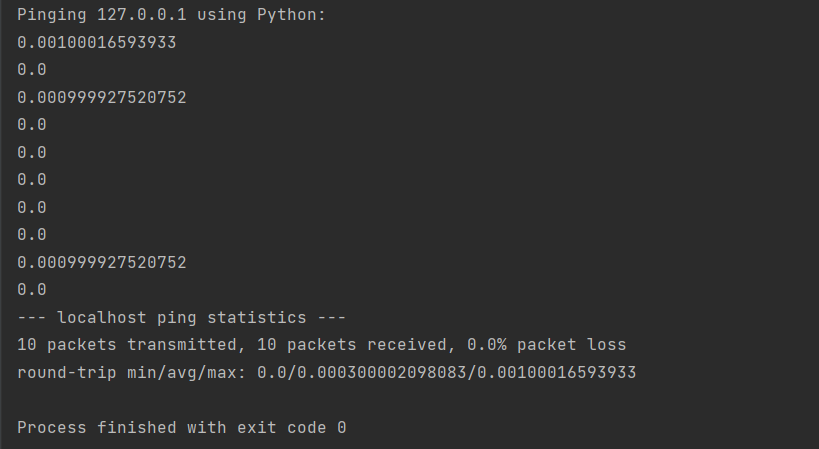 Pinging 127.0.0.1 using Python:
0.00100016593933
0.0
0.000999927520752
0.0
0.0
0.0
0.0
0.0
0.000999927520752
0.0
--- localhost ping statistics ---
10 packets transmitted, 10 packets received, 0.0% packet loss
round-trip min/avg/max: 0.0/0.000300002098083/0.00100016593933
Process finished with exit code 0